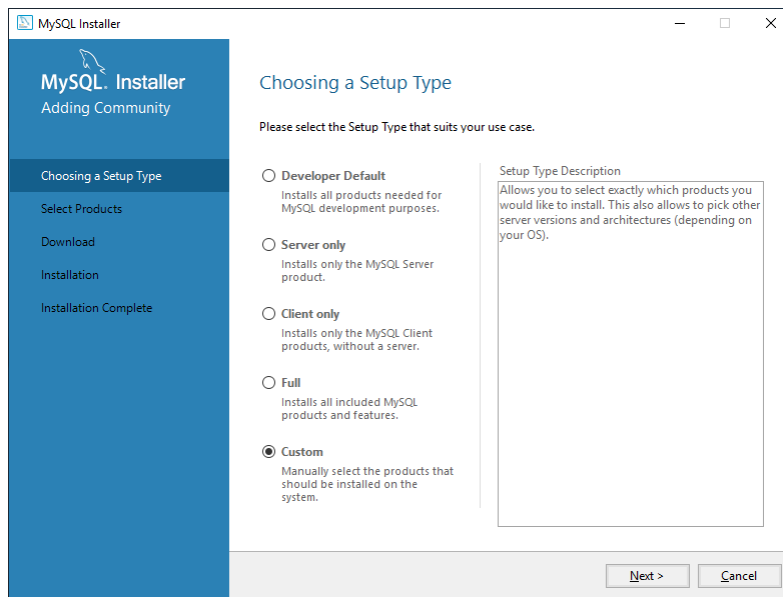 MySQL Installer
MySQL. Installer
Adding Community
Choosing a Setup Type
Select Products
Download
Installation
Installation Complete
Choosing a Setup Type
Please select the Setup Type that suits your use case.
Developer Default
Installs all products needed for
MySQL development purposes.
Server only
Installs only the MySQL Server
product.
Client only
Installs only the MySQL Client
products, without a server.
Full
Installs all included MySQL
products and features.
Custom
Manually select the products that
should be installed on the
system.
Setup Type Description
Allows you to select exactly which products you
would like to install. This also allows to pick other
server versions and architectures (depending on
your OS).
Next >
Cancel